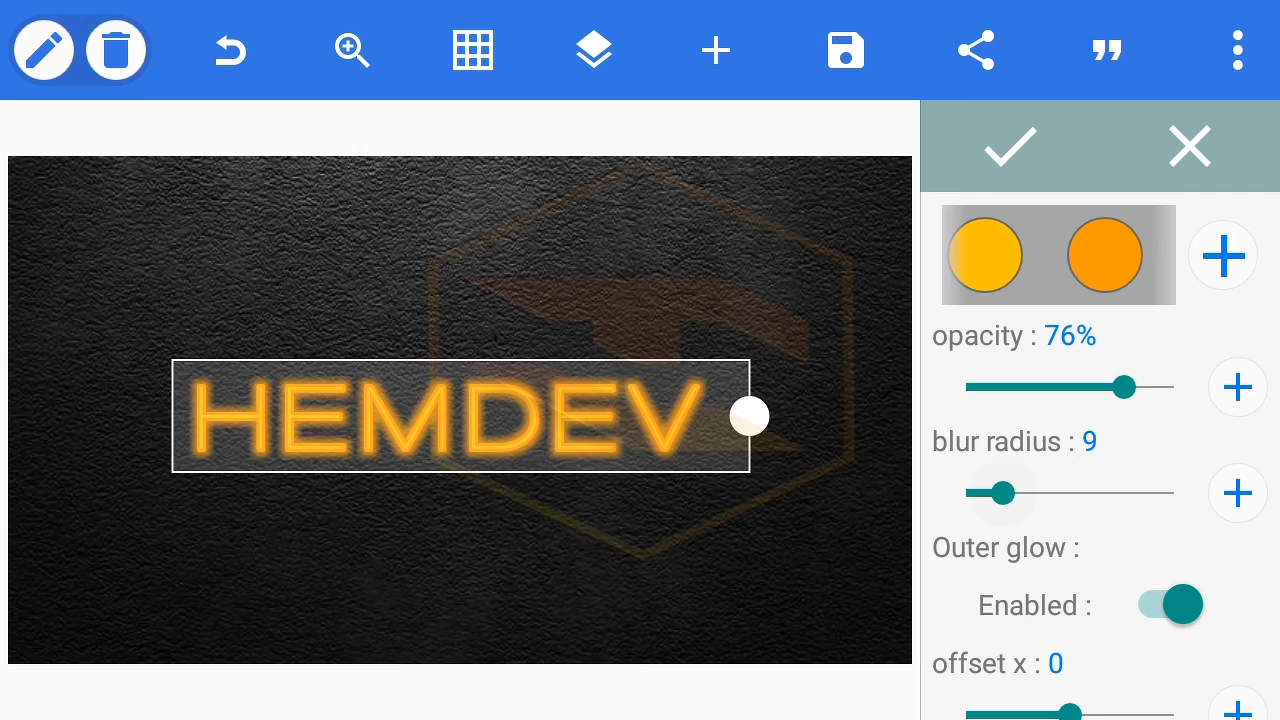 HEMDEV
opacity : 76%
blur radius : 9
Outer glow :
Enabled :
offset x : 0